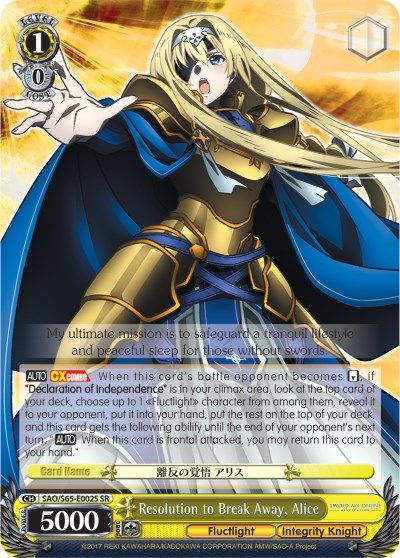 LEVEL
1
0
COST
My ultimate mission is to safeguard a tranquil lifestyle
and peaceful sleep for those without swords.
AUTO CX COMBO When this card's battle opponent becomes , if
"Declaration of Independence" is in your climax area, look at the top card of
your deck, choose up to 1 <Fluctlight> character from among them, reveal it
to your opponent, put it into your hand, put the rest on the top of your deck,
and this card gets the following ability until the end of your opponent's next
turn. "AUTO When this card is frontal attacked, you may return this card to
your hand."
Card Name 離反の覚悟 アリス
CH SAO/S65-E002S SR
Resolution to Break Away, Alice
POWER 5000 SOUL
SWORD ART ONLINE
Fluctlight Integrity Knight
©2017 REKI KAWAHARA/KADOKAWA CORPORATION AMW/SAO-A Project